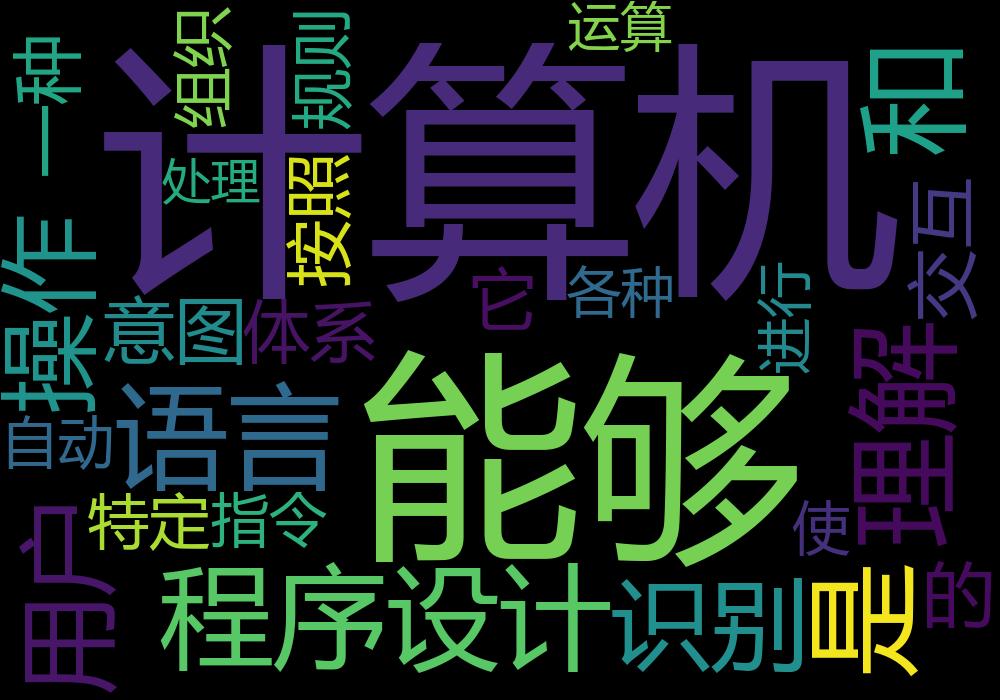 运算
组织
规则
一种
计算机
和
处理
按照
交互
操作
它
各种
进行
意图
体系
理解
能够
语言
自动
特定
指令
使
用户
程序设计
识别
是
的